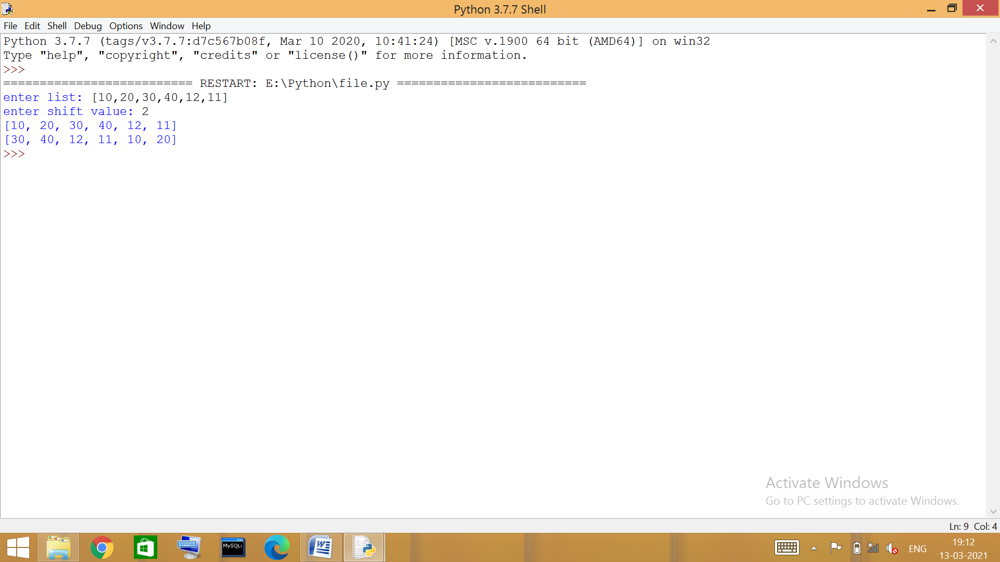 Python 3.7.7 Shell
File Edit Shell Debug Options Window Help
Python 3.7.7 (tags/v3.7.7:d7c567b08f, Mar 10 2020, 10:41:24) [MSC v.1900 64 bit (AMD64)] on win32
Type "help", "copyright", "credits" or "license()" for more information.
>>>
========================== RESTART: E:\Python\file.py ==========================
enter list: [10,20,30,40,12,11]
enter shift value: 2
[10, 20, 30, 40, 12, 11]
[30, 40, 12, 11, 10, 20]
>>>
Activate Windows
Go to PC settings to activate Windows.
Ln: 9 Col: 4
MySQL>
W
ENG
19:12
13-03-2021